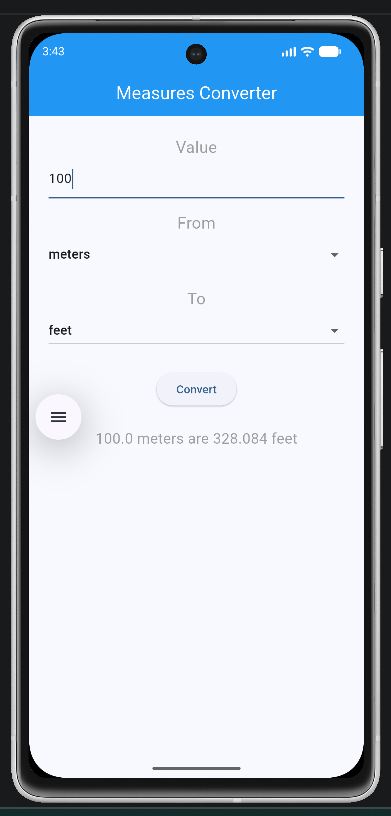 3:43
Measures Converter
Value
100
From
meters
To
feet
Convert
100.0 meters are 328.084 feet